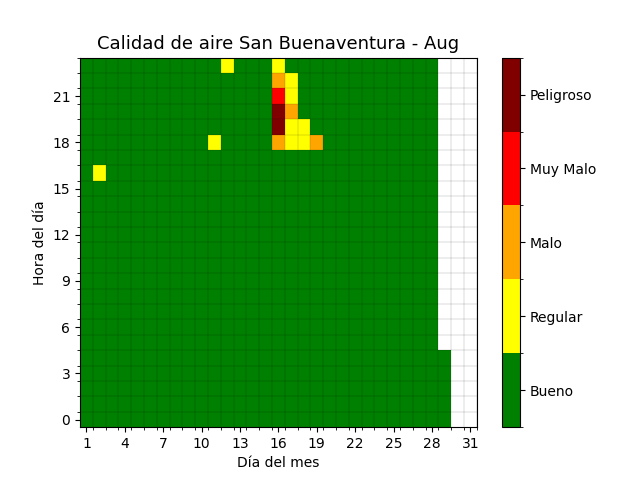 Calidad de aire San Buenaventura - Aug
Hora del día
21
18
15
12
9
6
3
0
1 4 7 10 13 16 19 22 25 28 31
Día del mes
Peligroso
Muy Malo
Malo
Regular
Bueno